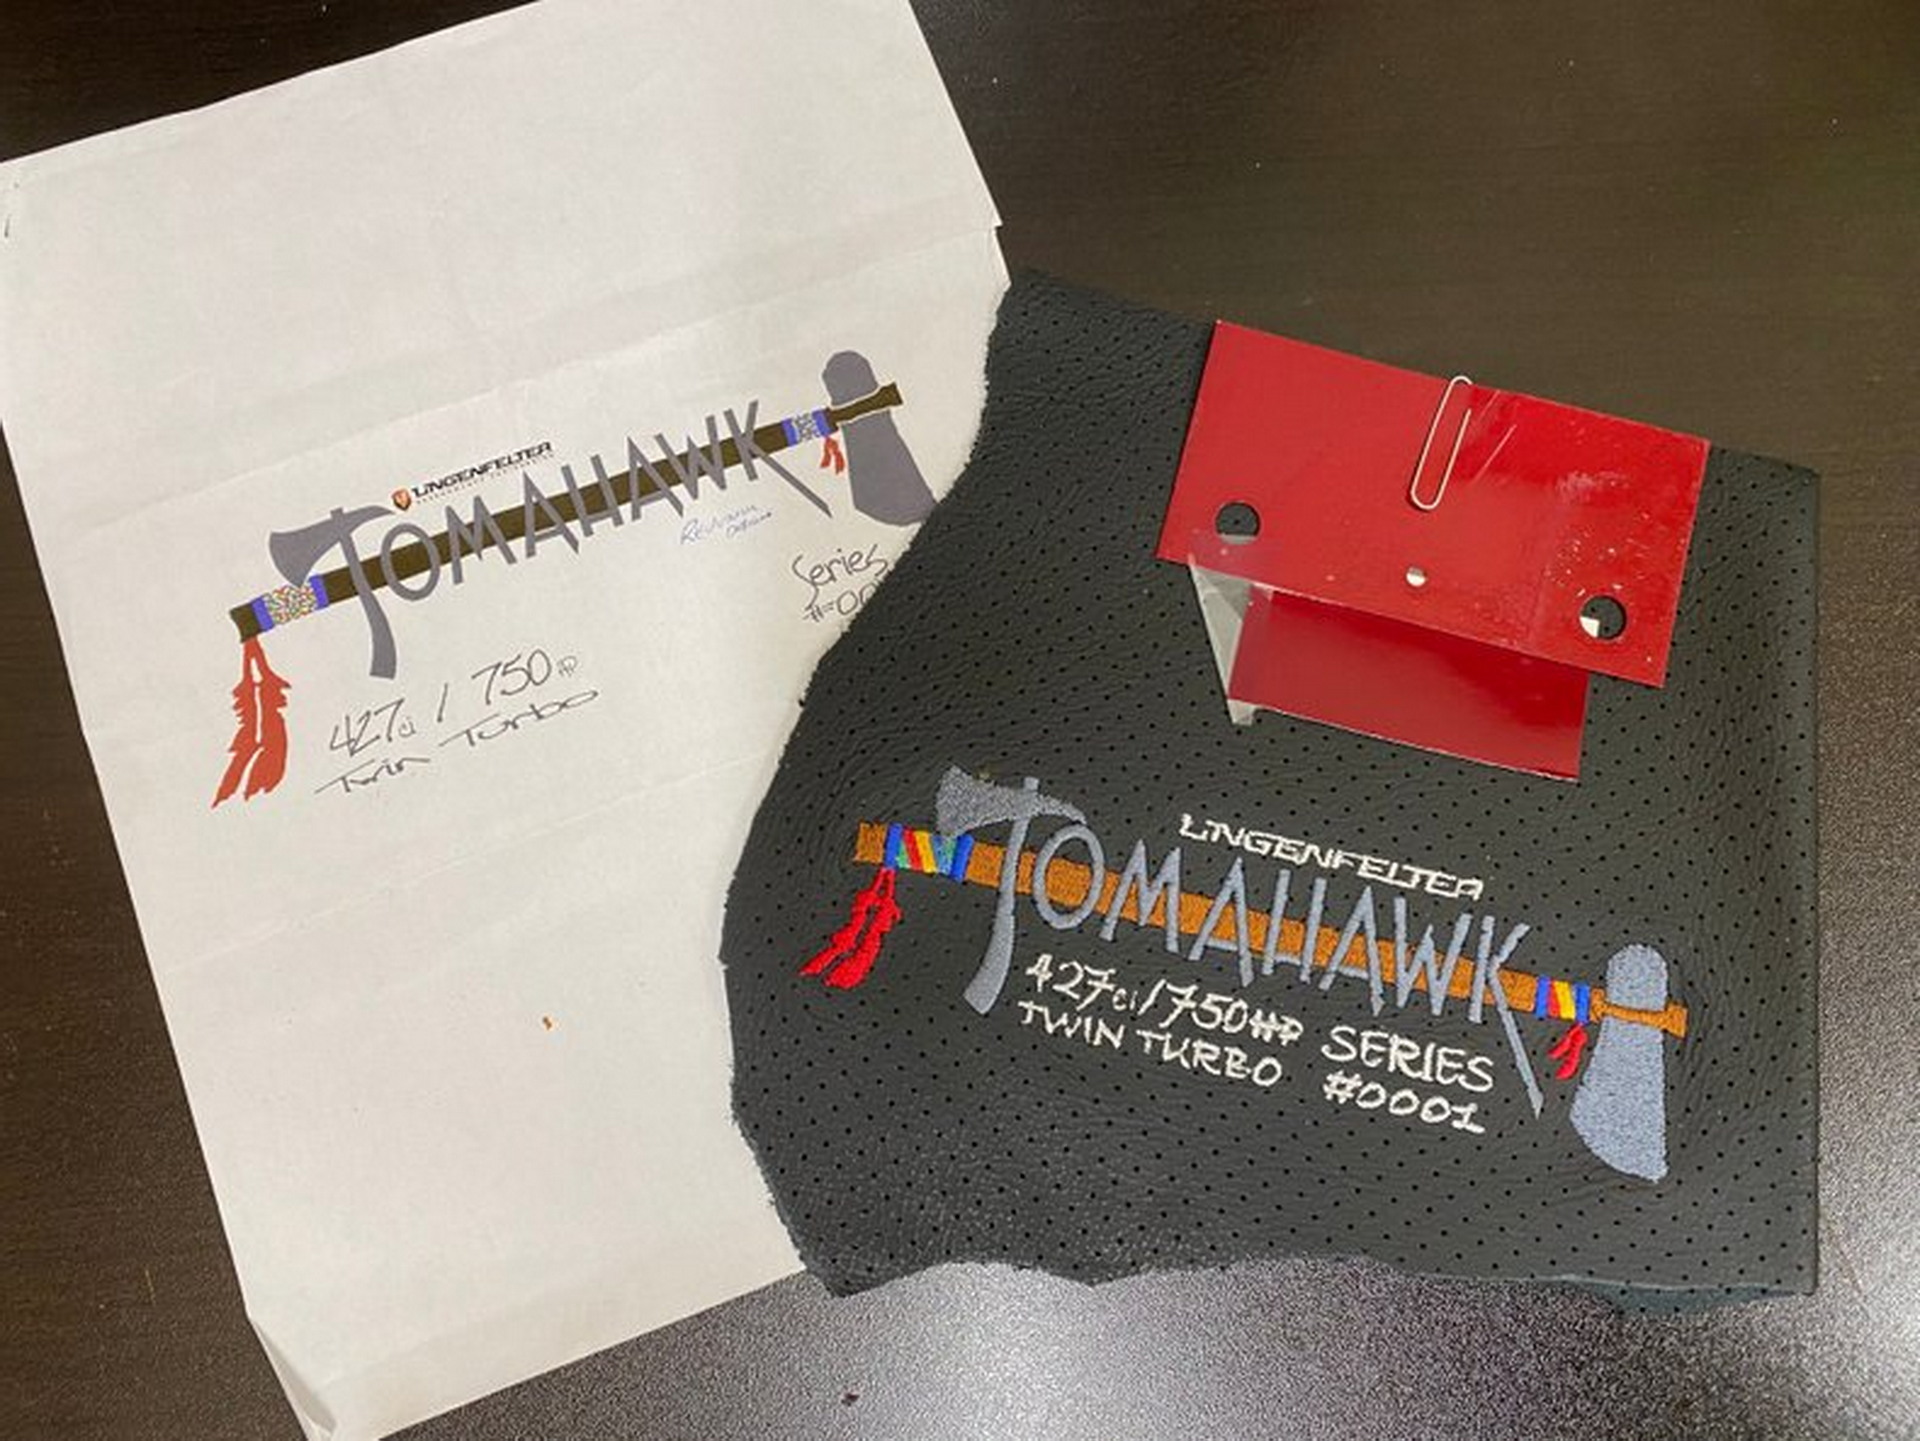 LINGENFELTER
TOMAHAWK
Series
427ci / 750HP
Twin Turbo
LINGENFELTER
TOMAHAWK
427ci/750HP SERIES
TWIN TURBO #0001